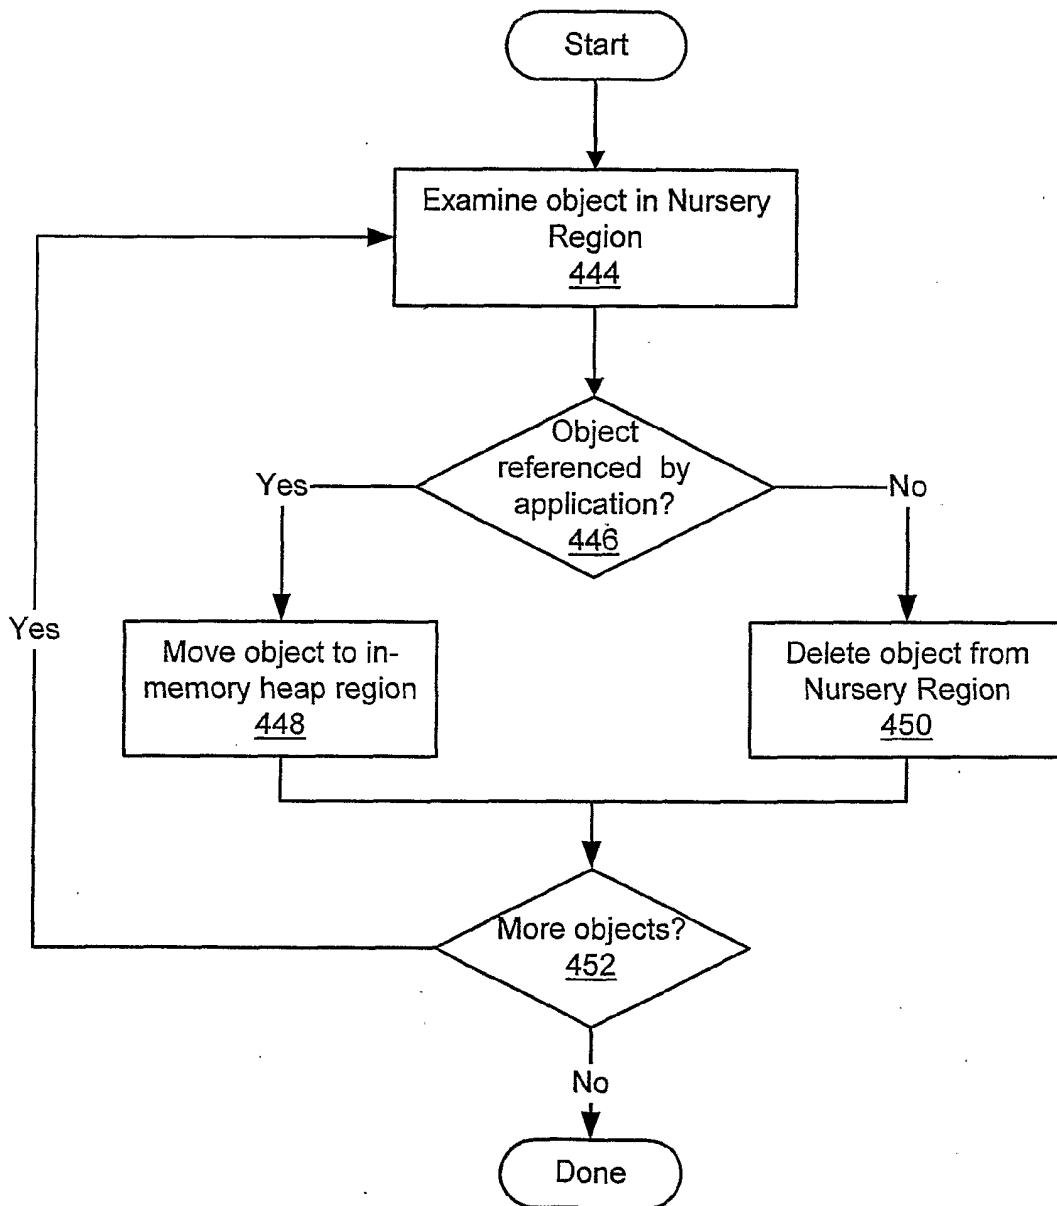 Start
Examine object in Nursery
Region
444
Object
referenced by
application?
446
Yes
No
Yes
Move object to in-
memory heap region
448
Delete object from
Nursery Region
450
More objects?
452
No
Done